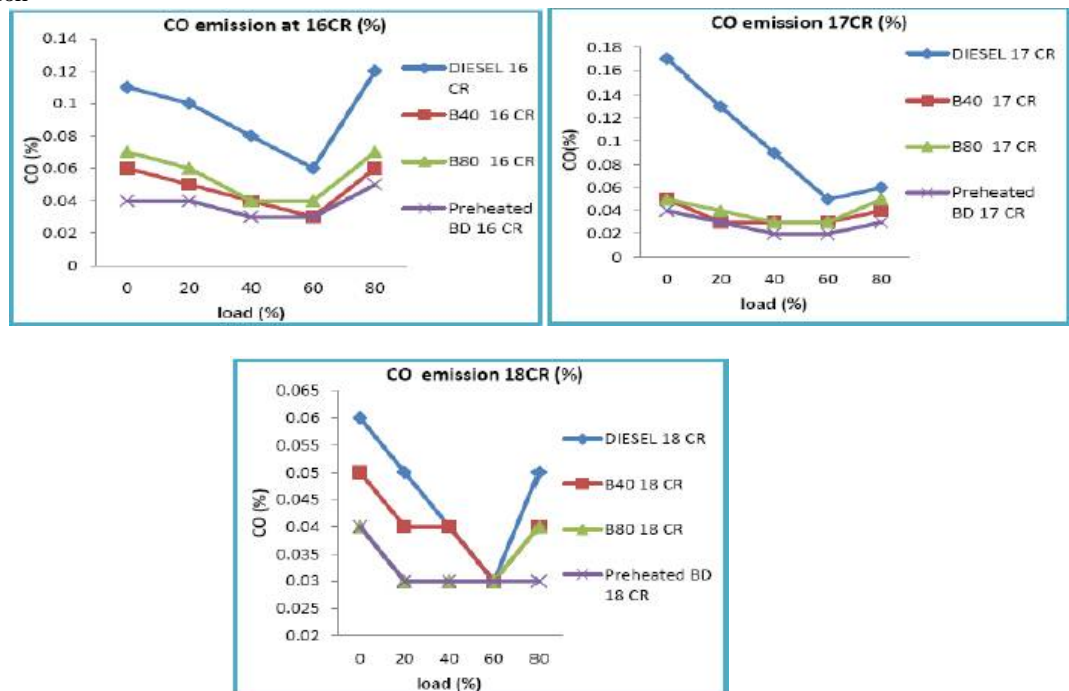 CO emission at 16CR (%)
0.14
0.12
0.1
0.08
0.06
0.04
0.02
0
CO (%)
0 20 40 60 80
load (%)
DIESEL 16
CR
B40 16 CR
B80 16 CR
Preheated
BD 16 CR
CO emission 17CR (%)
0.18
0.16
0.14
0.12
0.1
0.08
0.06
0.04
0.02
0
CO(%)
0 20 40 60 80
load (%)
DIESEL 17 CR
B40 17 CR
B80 17 CR
Preheated
BD 17 CR
CO emission 18CR (%)
0.065
0.06
0.055
0.05
0.045
0.04
0.035
0.03
0.025
0.02
CO (%)
0 20 40 60 80
load (%)
DIESEL 18 CR
B40 18 CR
B80 18 CR
Preheated BD
18 CR